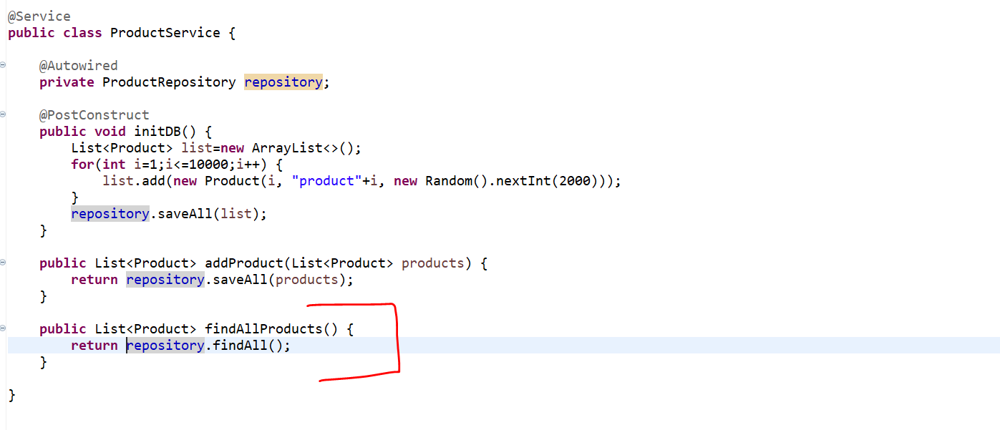 @Service
public class ProductService {
@Autowired
private ProductRepository repository;
@PostConstruct
public void initDB() {
List<Product> list=new ArrayList<>();
for(int i=1;i<=10000;i++) {
list.add(new Product(i, "product"+i, new Random().nextInt(2000)));
}
repository.saveAll(list);
}
public List<Product> addProduct(List<Product> products) {
return repository.saveAll(products);
}
public List<Product> findAllProducts() {
return repository.findAll();
}
}